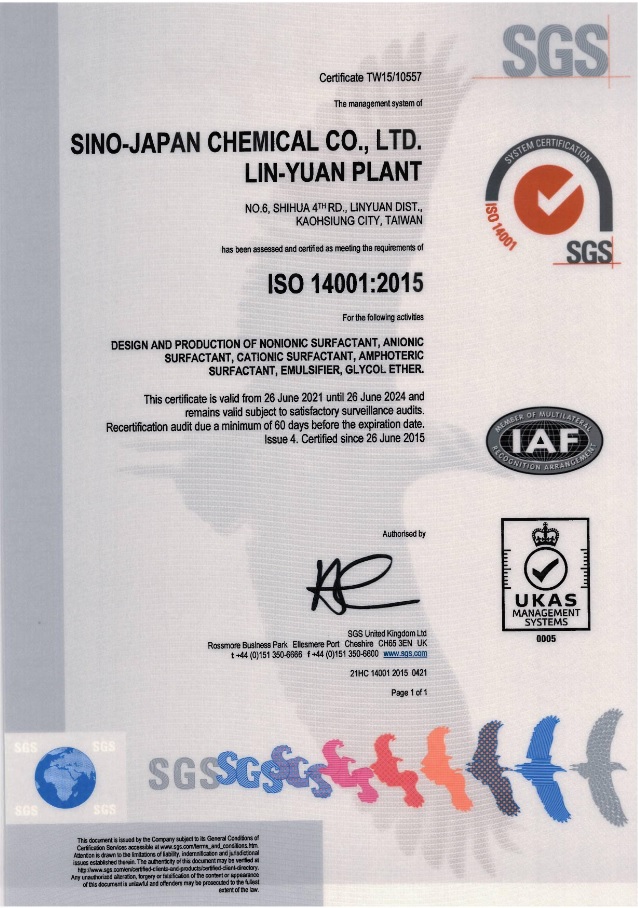 SGS
Certificate TW15/10557
The management system of
SINO-JAPAN CHEMICAL CO., LTD.
LIN-YUAN PLANT
NO.6, SHIHUA 4TH RD., LINYUAN DIST.,
KAOHSIUNG CITY, TAIWAN
has been assessed and certified as meeting the requirements of
ISO 14001:2015
For the following activities
DESIGN AND PRODUCTION OF NONIONIC SURFACTANT, ANIONIC
SURFACTANT, CATIONIC SURFACTANT, AMPHOTERIC
SURFACTANT, EMULSIFIER, GLYCOL ETHER.
This certificate is valid from 26 June 2021 until 26 June 2024 and
remains valid subject to satisfactory surveillance audits.
Recertification audit due a minimum of 60 days before the expiration date.
Issue 4. Certified since 26 June 2015
SYSTEM CERTIFICATION
ISO 14001
SGS
MEMBER OF MULTILATERAL
IAF
RECOGNITION ARRANGEMENT
UKAS
MANAGEMENT
SYSTEMS
0005
Authorised by
SGS United Kingdom Ltd
Rossmore Business Park Ellesmere Port Cheshire CH65 3EN UK
t +44 (0)151 350-6666 f +44 (0)151 350-6600 www.sgs.com
21HC 14001 2015 0421
Page 1 of 1
SGS SGS
SGS SGS
SGS SGS SGS
This document is issued by the Company subject to its General Conditions of
Certification Services accessible at www.sgs.com/terms_and_conditions.htm.
Attention is drawn to the limitations of liability, indemnification and jurisdictional
issues established therein. The authenticity of this document may be verified at
http://www.sgs.com/en/certified-clients-and-products/certified-client-directory.
Any unauthorized alteration, forgery or falsification of the content or appearance
of this document is unlawful and offenders may be prosecuted to the fullest
extent of the law.